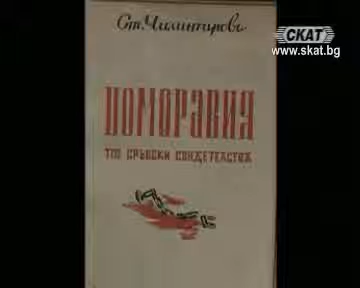 СКАТ
www.skat.bg
Ст. Чилингиров
ПОМОРАВИЯ
ПО СРЪБСКИ СВИДЕТЕЛСТВА